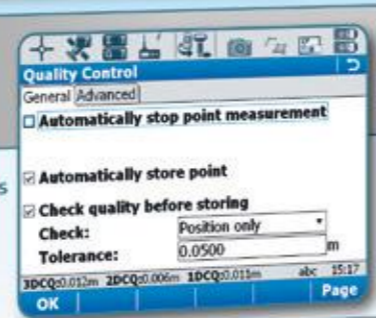 Quality Control
General Advanced
Automatically stop point measurement
Automatically store point
Check quality before storing
Check: Position only
Tolerance: 0.0500 m
3DCQ:0.012m 2DCQ:0.006m 1DCQ:0.011m abc 15:17
OK Page